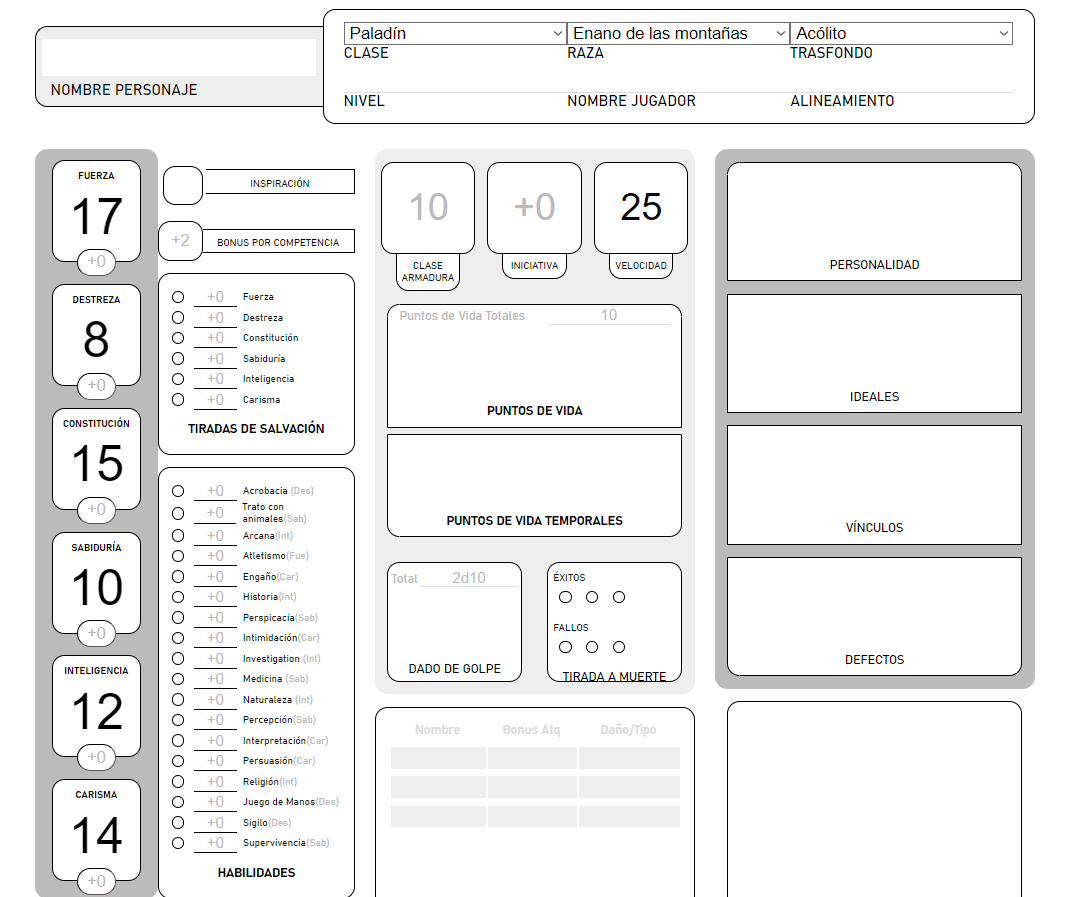 Paladín Enano de las montañas Acólito
CLASE RAZA TRASFONDO
NOMBRE PERSONAJE
NIVEL NOMBRE JUGADOR ALINEAMIENTO
FUERZA
17
+0
DESTREZA
8
+0
CONSTITUCIÓN
15
+0
SABIDURÍA
10
+0
INTELIGENCIA
12
+0
CARISMA
14
+0
INSPIRACIÓN
+2 BONUS POR COMPETENCIA
+0 Fuerza
+0 Destreza
+0 Constitución
+0 Sabiduría
+0 Inteligencia
+0 Carisma
TIRADAS DE SALVACIÓN
+0 Acrobacia (Des)
+0 Trato con
animales(Sab)
+0 Arcana(Int)
+0 Atletismo(Fue)
+0 Engaño(Car)
+0 Historia(Int)
+0 Perspicacia(Sab)
+0 Intimidación(Car)
+0 Investigation (Int)
+0 Medicina (Sab)
+0 Naturaleza (Int)
+0 Percepción(Sab)
+0 Interpretación(Car)
+0 Persuasión(Car)
+0 Religión(Int)
+0 Juego de Manos(Des)
+0 Sigilo(Des)
+0 Supervivencia(Sab)
HABILIDADES
10 +0 25
CLASE
ARMADURA
INICIATIVA
VELOCIDAD
Puntos de Vida Totales 10
PUNTOS DE VIDA
PUNTOS DE VIDA TEMPORALES
Total 2d10
DADO DE GOLPE
ÉXITOS
FALLOS
TIRADA A MUERTE
Nombre Bonus Atq Daño/Tipo
PERSONALIDAD
IDEALES
VÍNCULOS
DEFECTOS